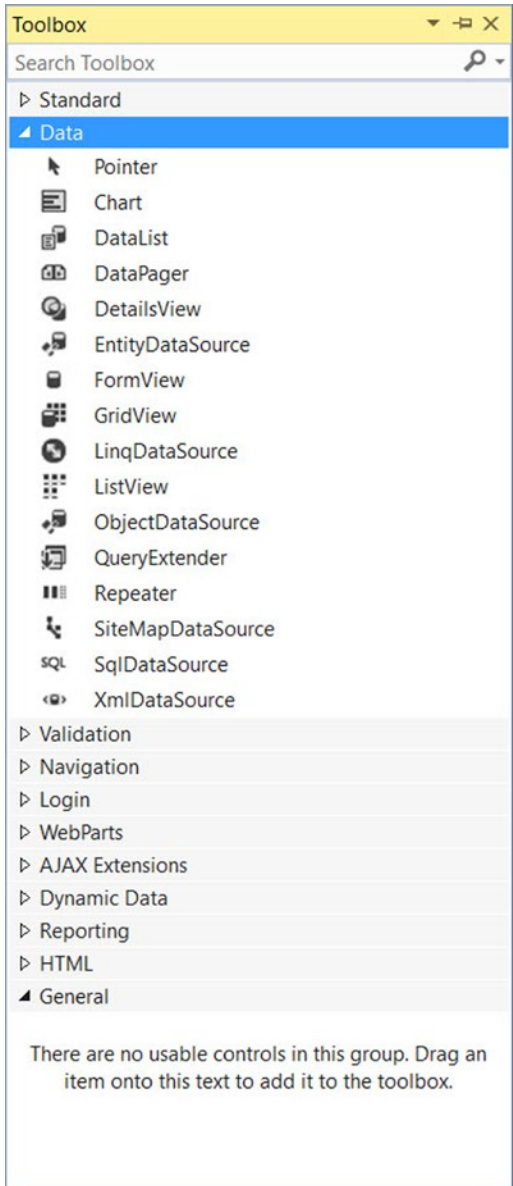 Toolbox
Search Toolbox
Standard
Data
Pointer
Chart
DataList
DataPager
DetailsView
EntityDataSource
FormView
GridView
LinqDataSource
ListView
ObjectDataSource
QueryExtender
Repeater
SiteMapDataSource
SQL SqlDataSource
XmlDataSource
Validation
Navigation
Login
WebParts
AJAX Extensions
Dynamic Data
Reporting
HTML
General
There are no usable controls in this group. Drag an
item onto this text to add it to the toolbox.